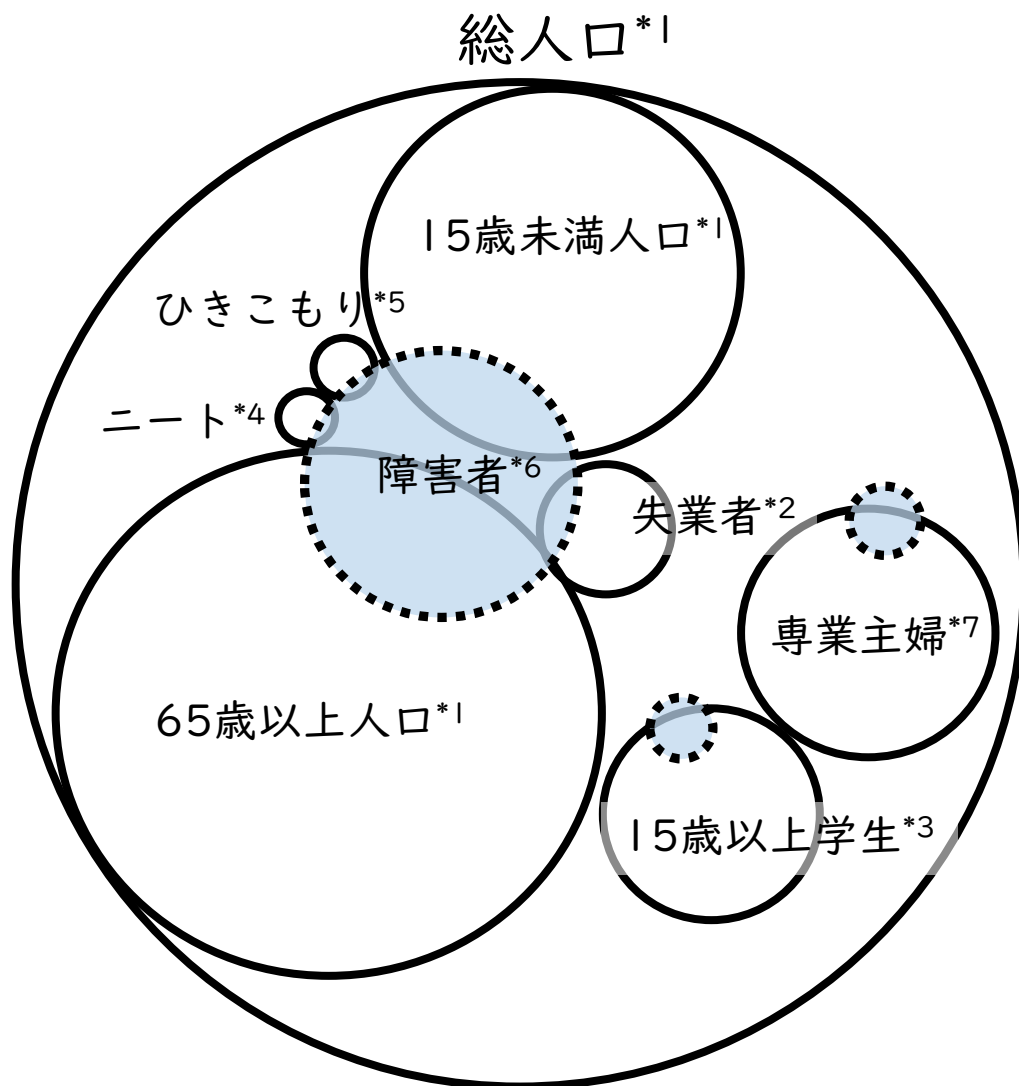 総人口*1
15歳未満人口*1
ひきこもり*5
ニート*4
障害者*6
失業者*2
専業主婦*7
65歳以上人口*1
15歳以上学生*3